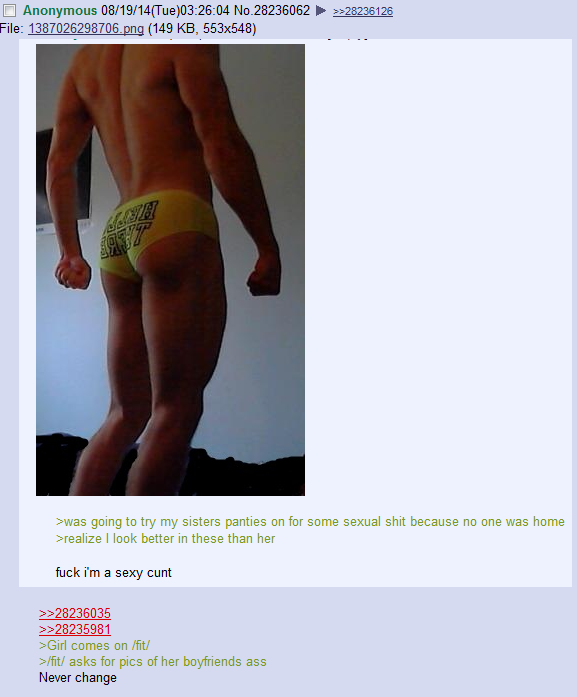 Anonymous 08/19/14(Tue)03:26:04 No.28236062 ▶ >>28236126
File: 1387026298706.png (149 KB, 553x548)
HELLO
THERE
>was going to try my sisters panties on for some sexual shit because no one was home
>realize I look better in these than her
fuck i'm a sexy cunt
>>28236035
>>28235981
>Girl comes on /fit/
>/fit/ asks for pics of her boyfriends ass
Never change